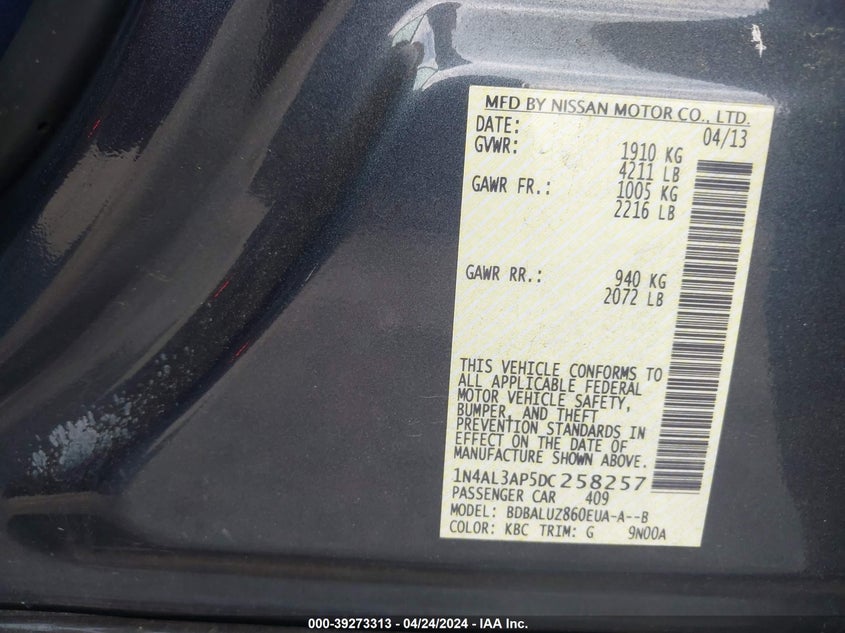 MFD BY NISSAN MOTOR CO., LTD.
DATE: 04/13
GVWR: 1910 KG
4211 LB
GAWR FR.: 1005 KG
2216 LB
GAWR RR.: 940 KG
2072 LB
THIS VEHICLE CONFORMS TO
ALL APPLICABLE FEDERAL
MOTOR VEHICLE SAFETY,
BUMPER, AND THEFT
PREVENTION STANDARDS IN
EFFECT ON THE DATE OF
MANUFACTURE SHOWN ABOVE.
1N4AL3AP5DC258257
PASSENGER CAR 409
MODEL: BDBALUZ860EUA-A--B
COLOR: KBC TRIM: G 9N00A
000-39273313 - 04/24/2024 - IAA Inc.